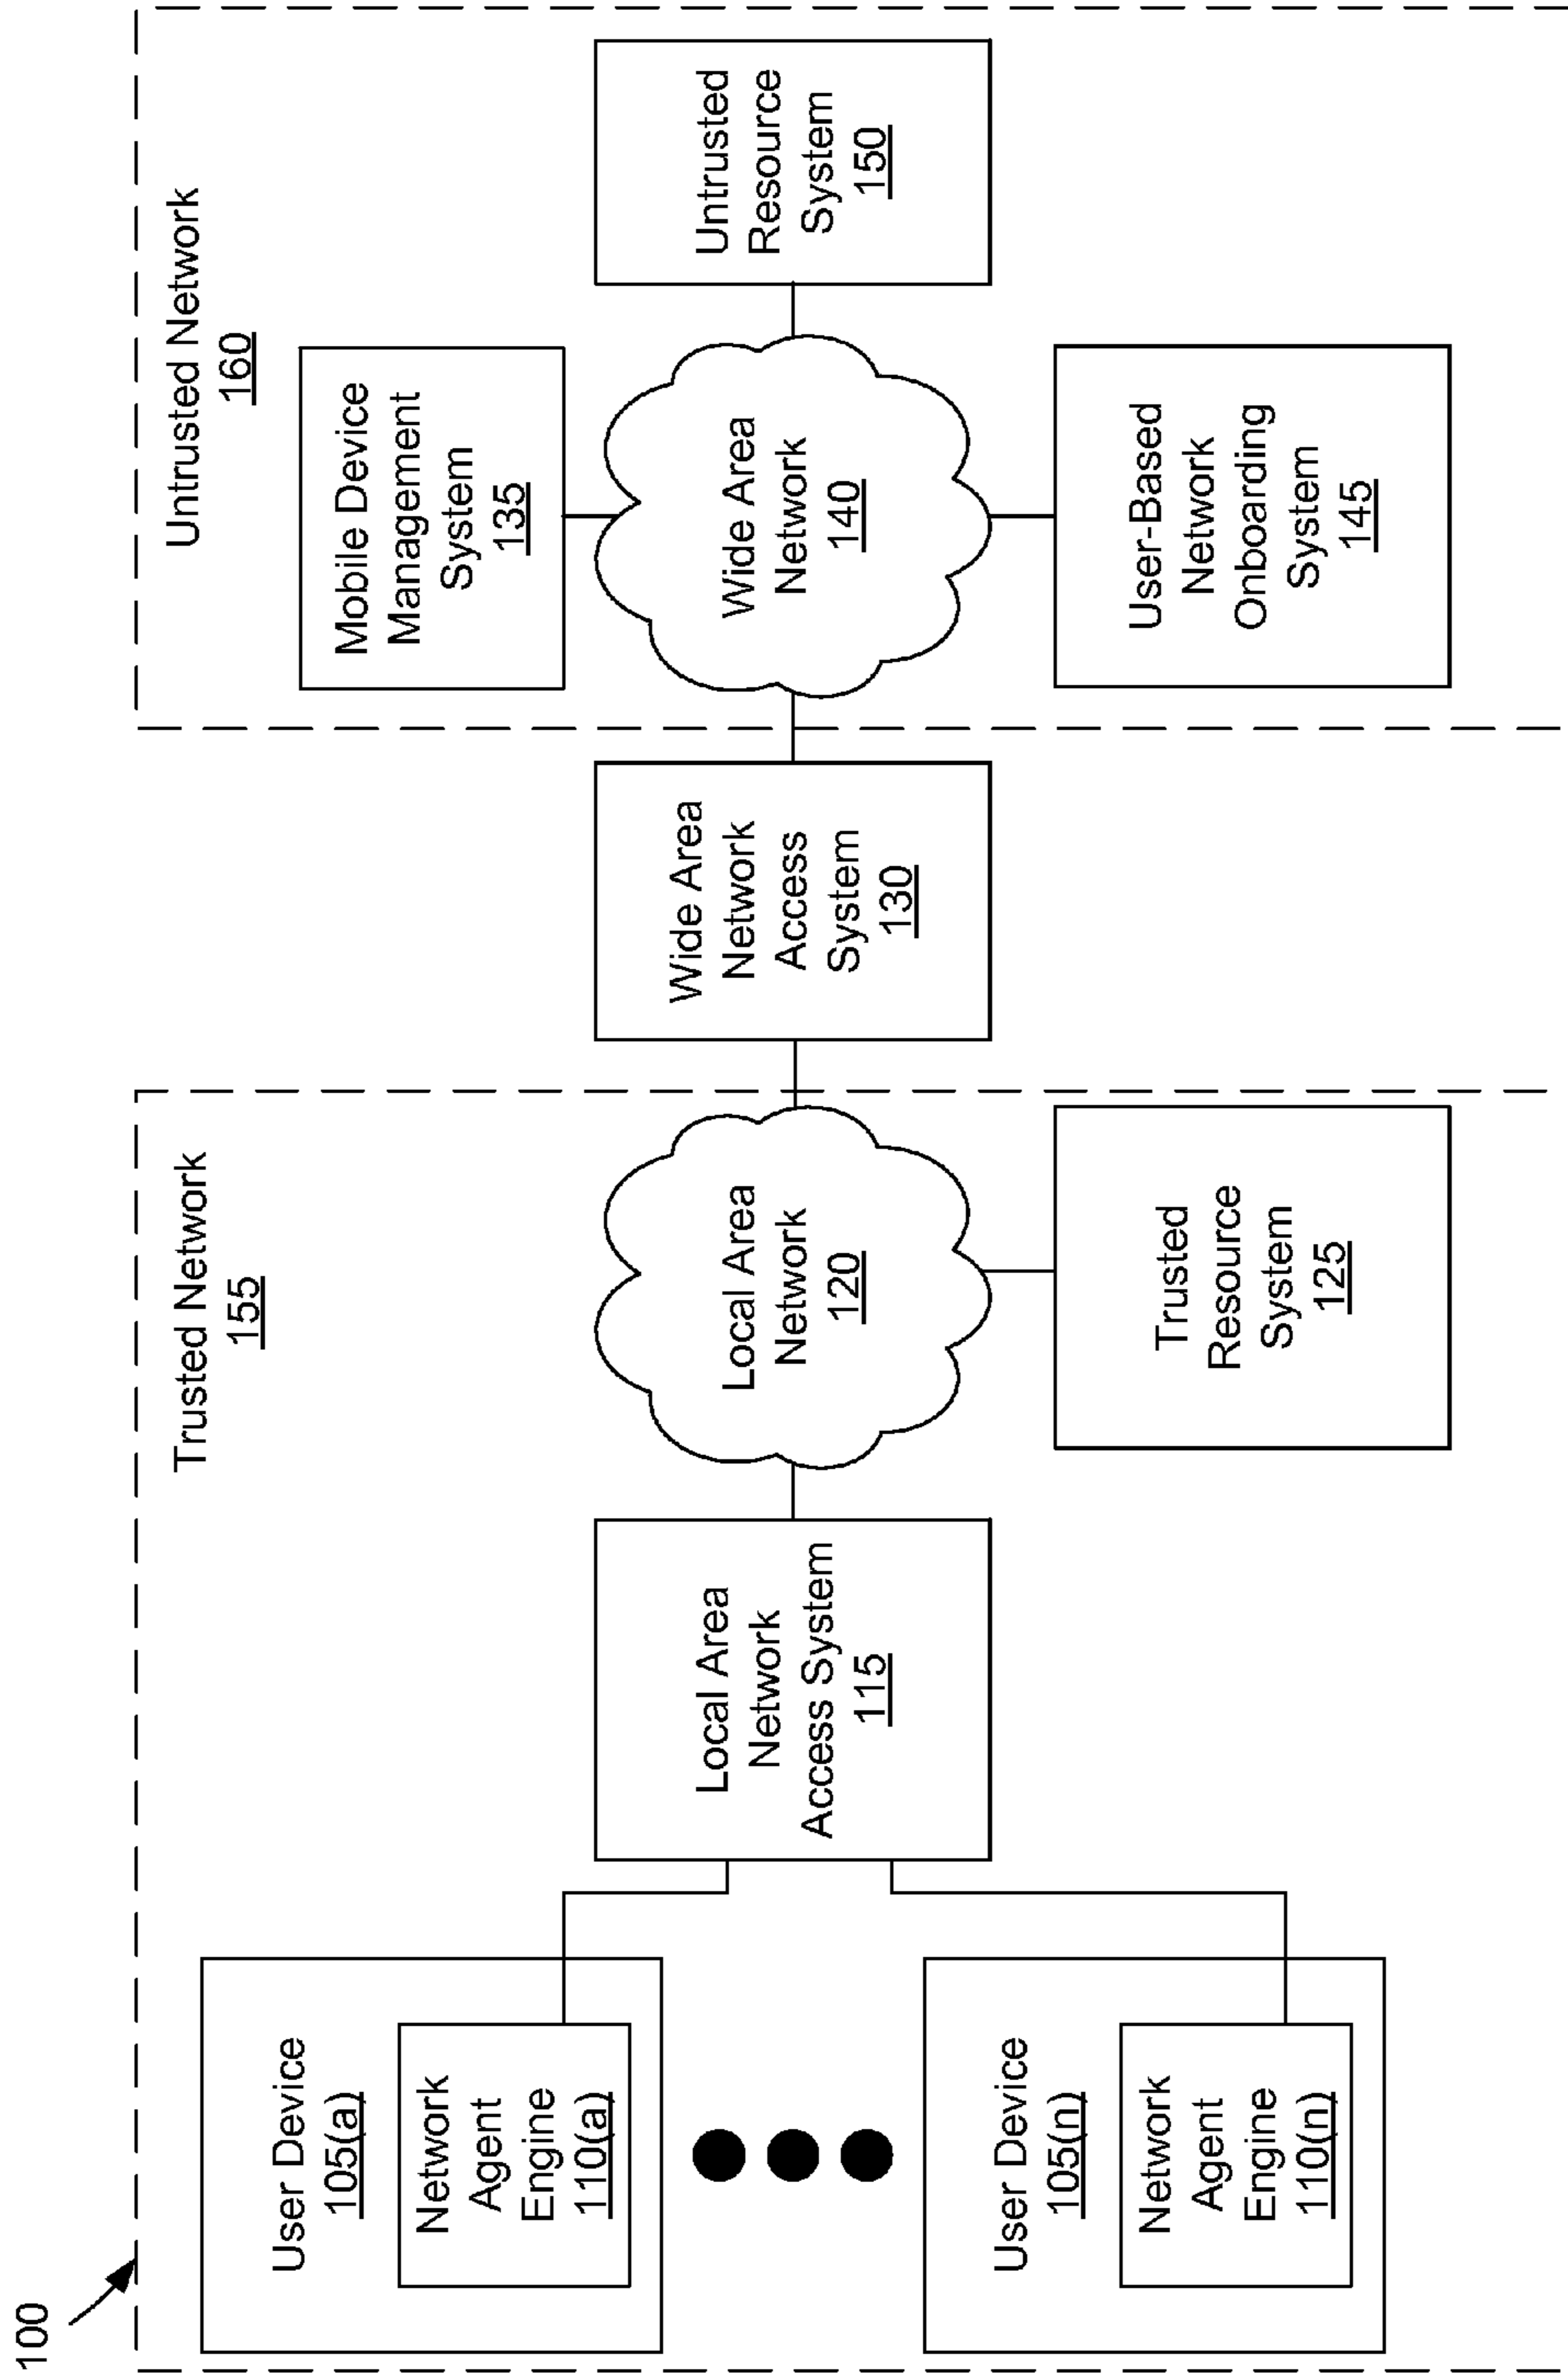 100
Trusted Network
155
User Device
105(a)
Network
Agent
Engine
110(a)
User Device
105(n)
Network
Agent
Engine
110(n)
Local Area
Network
Access System
115
Local Area
Network
120
Trusted
Resource
System
125
Wide Area
Network
Access
System
130
Untrusted Network
160
Mobile Device
Management
System
135
Wide Area
Network
140
User-Based
Network
Onboarding
System
145
Untrusted
Resource
System
150